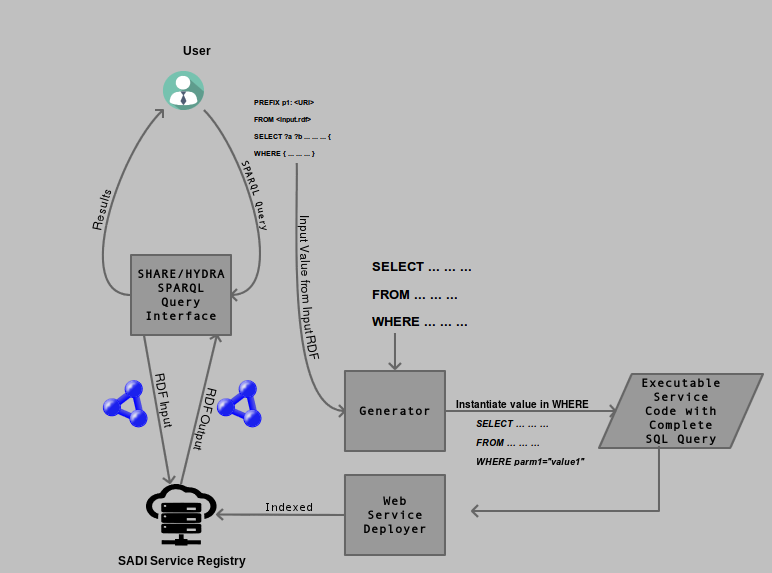 User
PREFIX p1: <URI>
FROM <input.rdf>
SELECT ?a ?b ... ... ... {
WHERE { ... ... ... }
Results
SPARQL Query
SHARE/HYDRA
SPARQL
Query
Interface
Input Value from Input RDF
SELECT ... ... ...
FROM ... ... ...
WHERE ... ... ...
RDF Input
RDF Output
Generator
Instantiate value in WHERE
SELECT ... ... ...
FROM ... ... ...
WHERE parm1="value1"
Executable
Service
Code with
Complete
SQL Query
Web
Service
Deployer
Indexed
SADI Service Registry